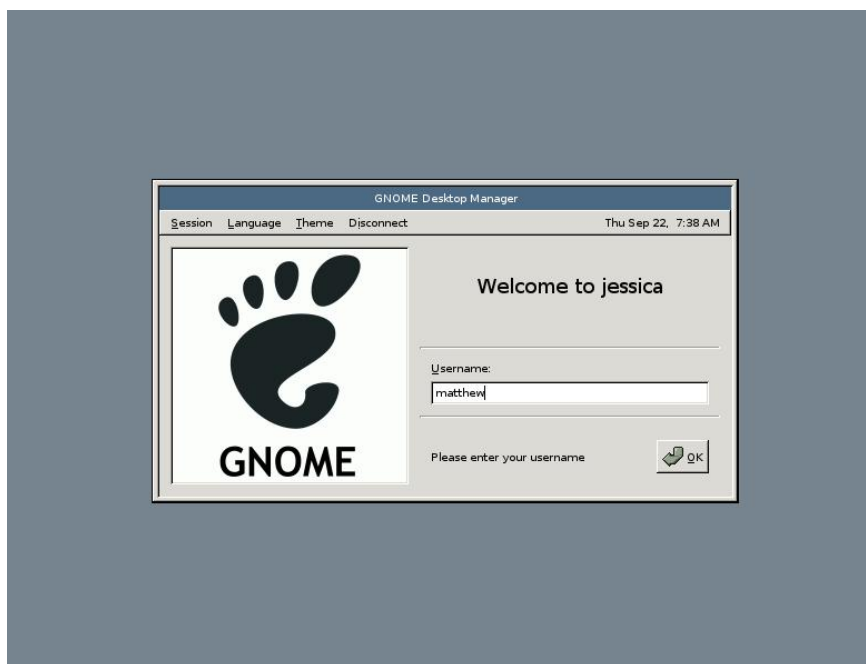 GNOME Desktop Manager
Session Language Theme Disconnect Thu Sep 22, 7:38 AM
Welcome to jessica
Username:
matthew
GNOME
Please enter your username
OK